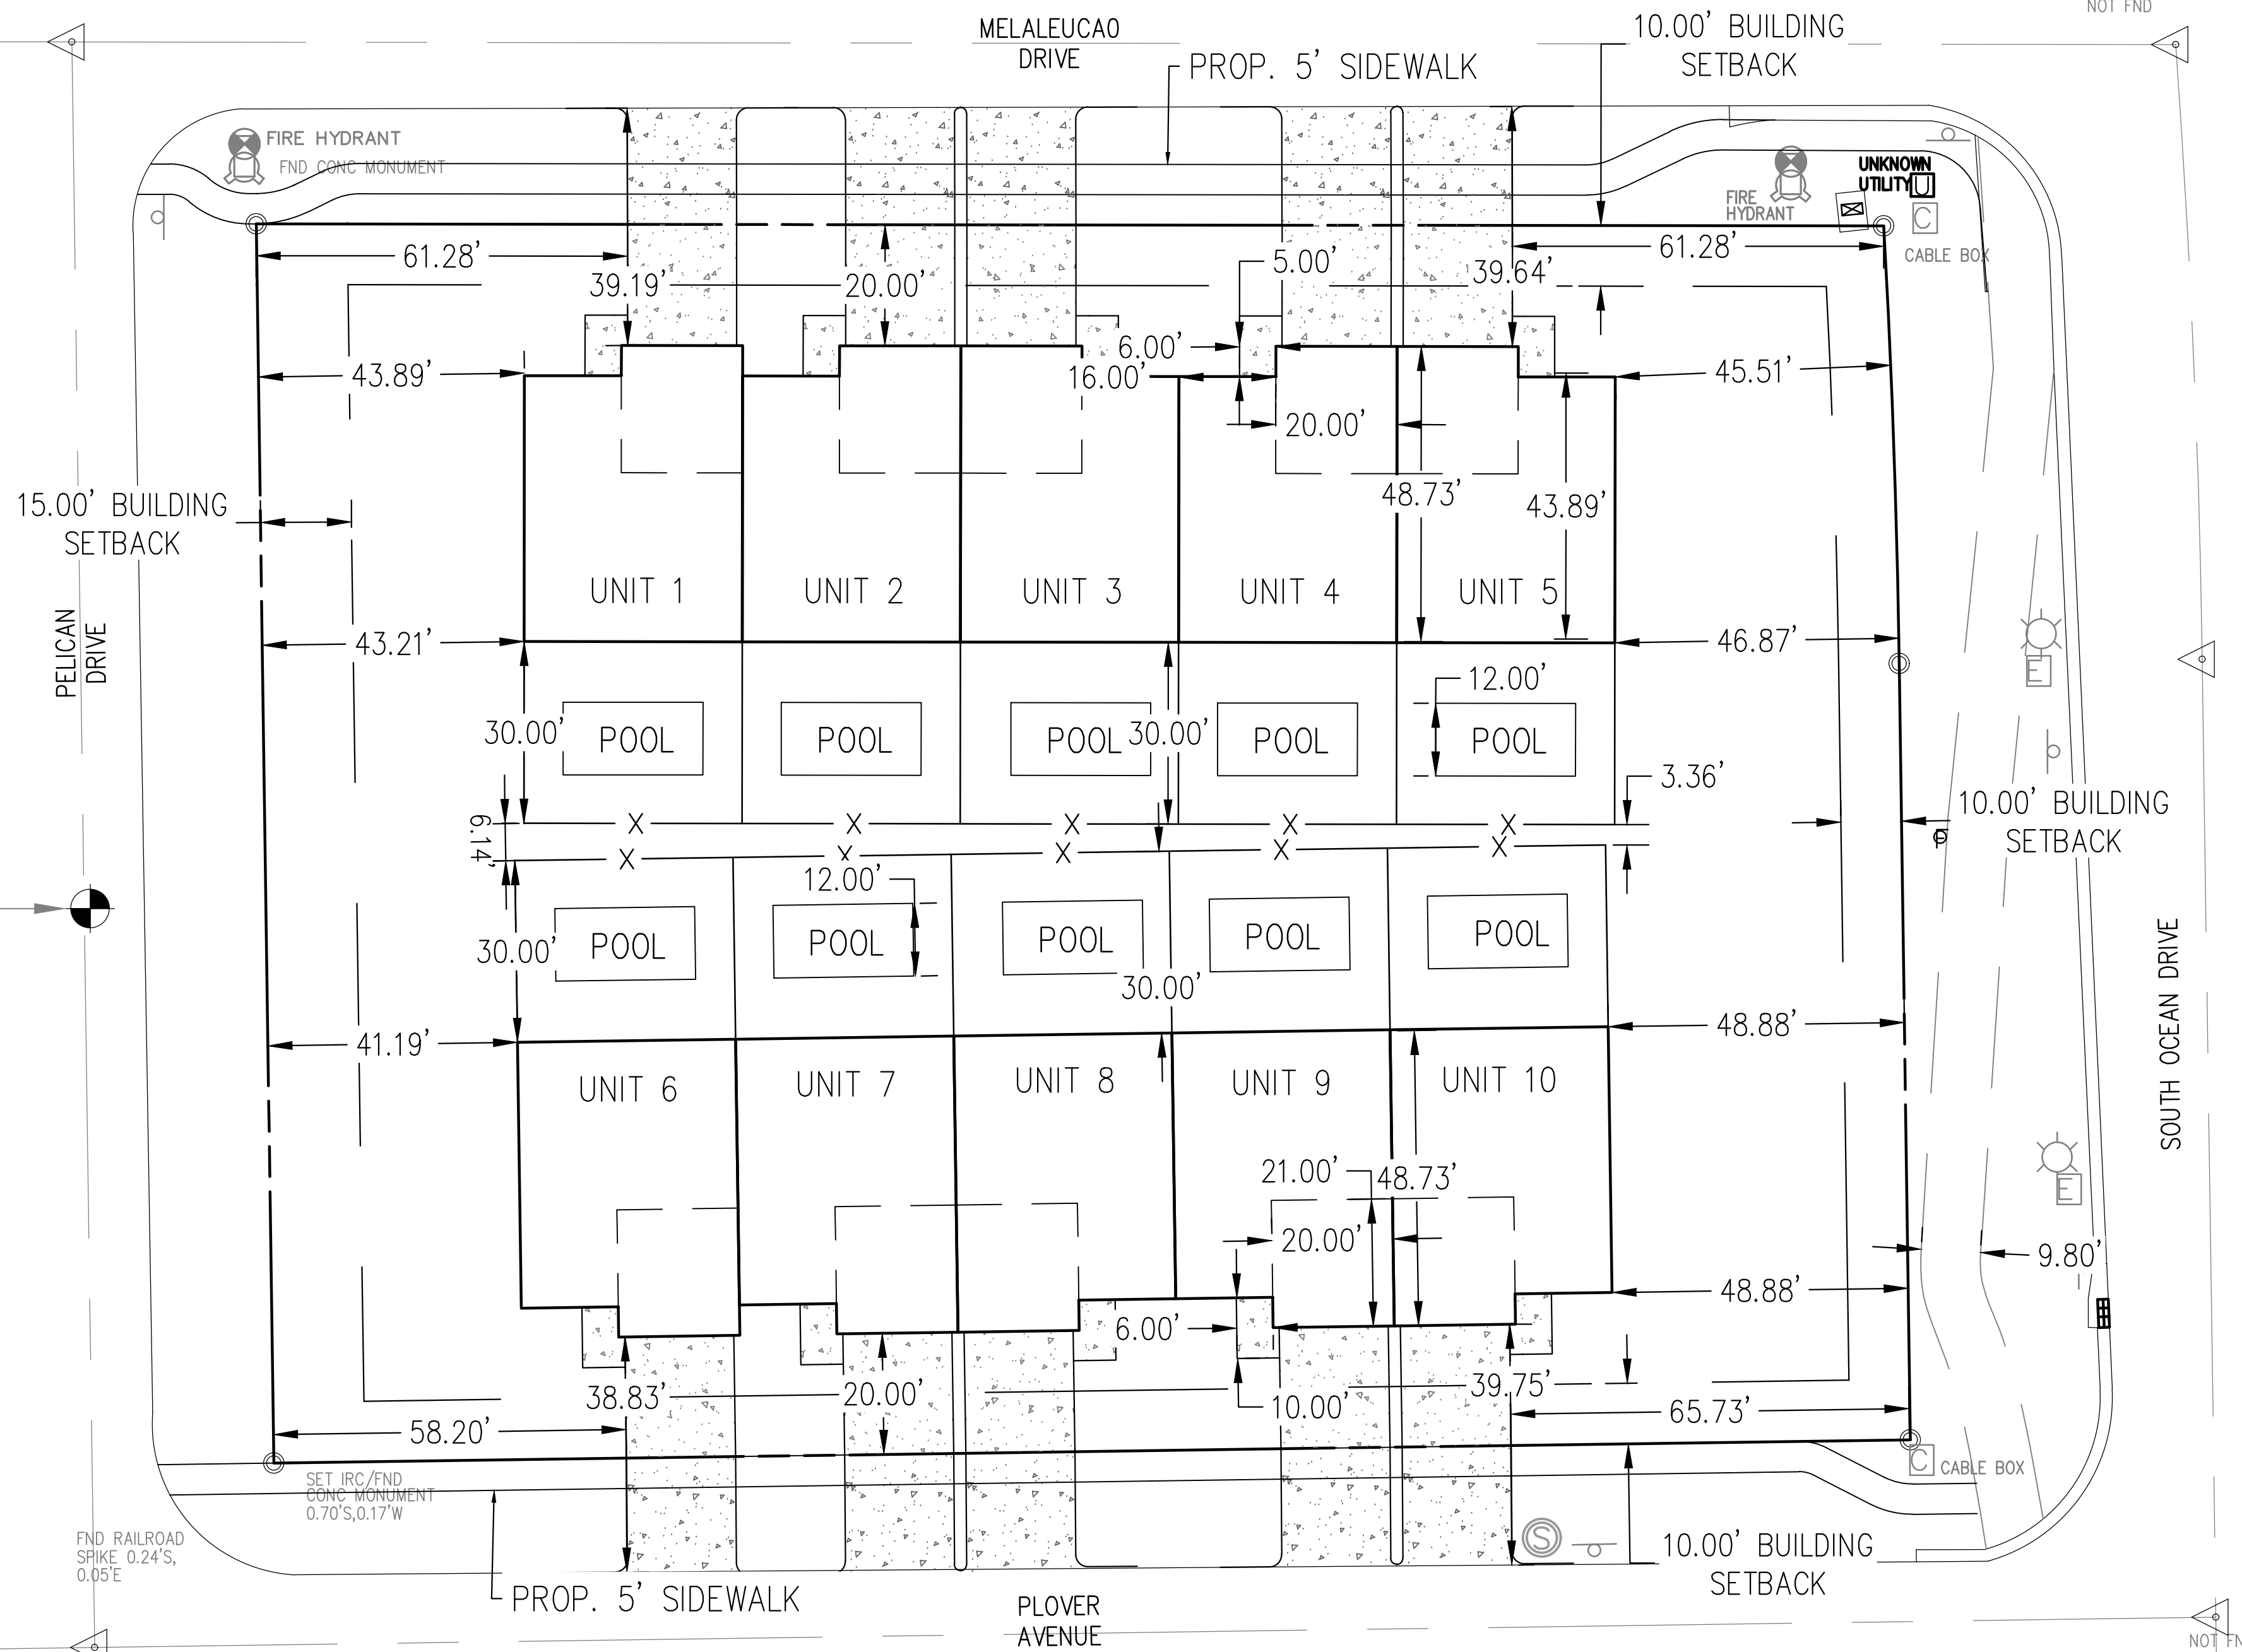 NOT FND
MELALEUCAO
DRIVE
10.00' BUILDING
SETBACK
PROP. 5' SIDEWALK
FIRE HYDRANT
FND CONC MONUMENT
UNKNOWN
UTILITY U
FIRE
HYDRANT
C
CABLE BOX
61.28'
39.19'
20.00'
5.00'
39.64'
61.28'
43.89'
6.00'
16.00'
45.51'
20.00'
15.00' BUILDING
SETBACK
48.73'
43.89'
UNIT 1
UNIT 2
UNIT 3
UNIT 4
UNIT 5
PELICAN
DRIVE
43.21'
46.87'
E
12.00'
30.00'
POOL
POOL
POOL
30.00'
POOL
POOL
3.36'
10.00' BUILDING
SETBACK
6.14'
X
X
X
X
X
X
X
X
X
X
12.00'
30.00'
POOL
POOL
POOL
POOL
POOL
30.00'
SOUTH OCEAN DRIVE
41.19'
48.88'
UNIT 6
UNIT 7
UNIT 8
UNIT 9
UNIT 10
21.00'
48.73'
E
20.00'
9.80'
48.88'
6.00'
38.83'
20.00'
10.00'
39.75'
58.20'
65.73'
C
CABLE BOX
SET IRC/FND
CONC MONUMENT
0.70'S,0.17'W
FND RAILROAD
SPIKE 0.24'S,
0.05'E
S
10.00' BUILDING
SETBACK
PROP. 5' SIDEWALK
PLOVER
AVENUE
NOT FN